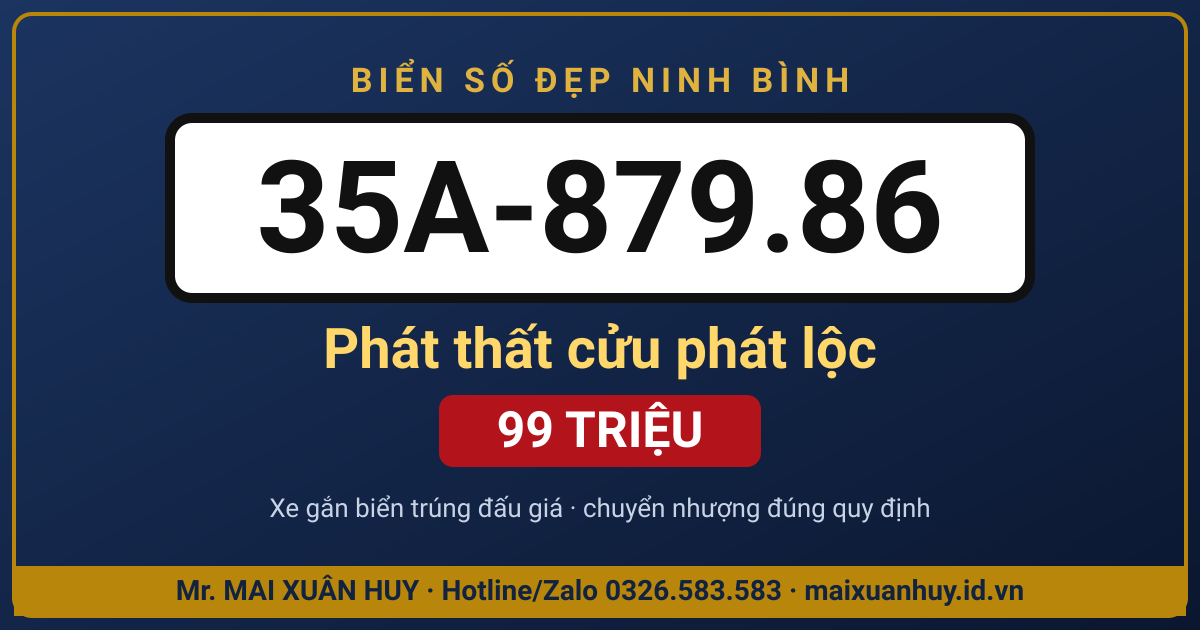 BIỂN SỐ ĐẸP NINH BÌNH
35A-879.86
Phát thất cửu phát lộc
99 TRIỆU
Xe gắn biển trúng đấu giá · chuyển nhượng đúng quy định
Mr. MAI XUÂN HUY · Hotline/Zalo 0326.583.583 · maixuanhuy.id.vn